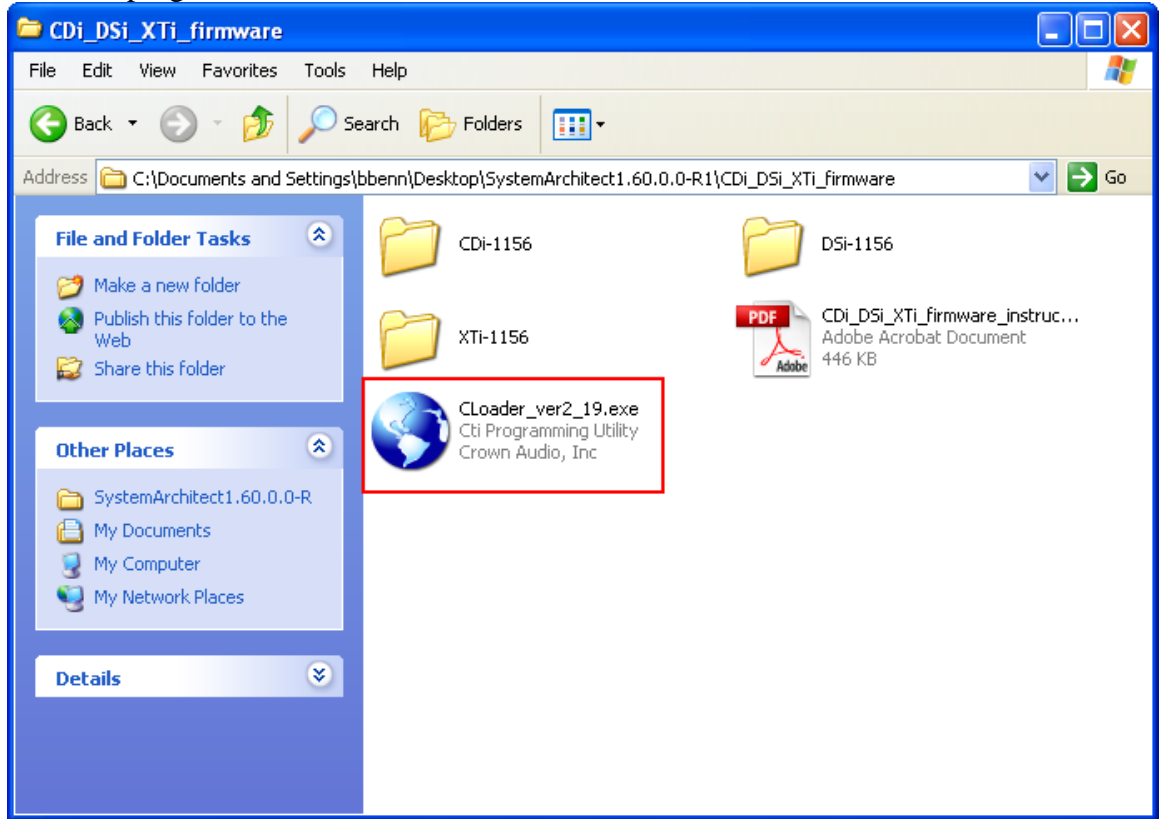 CDi_DSi_XTi_firmware
File Edit View Favorites Tools Help
Back Search Folders
Address C:\Documents and Settings\bbenn\Desktop\SystemArchitect1.60.0.0-R1\CDi_DSi_XTi_firmware Go
File and Folder Tasks
Make a new folder
Publish this folder to the
Web
Share this folder
Other Places
SystemArchitect1.60.0.0-R
My Documents
My Computer
My Network Places
Details
CDi-1156
DSi-1156
XTi-1156
PDF
Adobe
CDi_DSi_XTi_firmware_instruc...
Adobe Acrobat Document
446 KB
CLoader_ver2_19.exe
Cti Programming Utility
Crown Audio, Inc